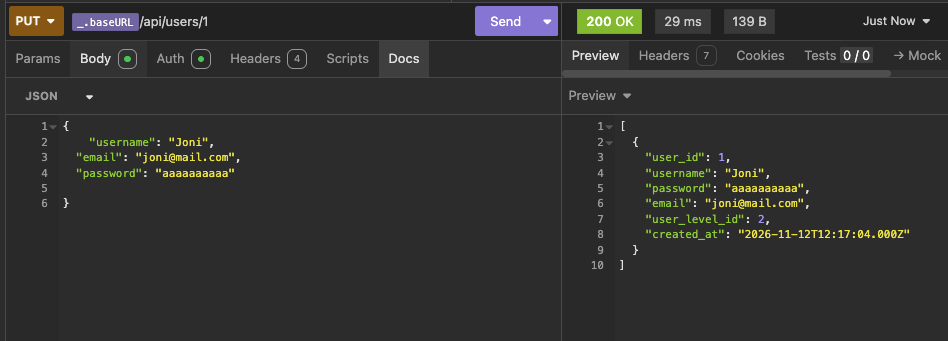 PUT _.baseURL /api/users/1 Send
Params Body Auth Headers 4 Scripts Docs
JSON
1 {
2 "username": "Joni",
3 "email": "joni@mail.com",
4 "password": "aaaaaaaaaa"
5
6 }
200 OK 29 ms 139 B Just Now
Preview Headers 7 Cookies Tests 0 / 0 → Mock
Preview
1 [
2 {
3 "user_id": 1,
4 "username": "Joni",
5 "password": "aaaaaaaaaa",
6 "email": "joni@mail.com",
7 "user_level_id": 2,
8 "created_at": "2026-11-12T12:17:04.000Z"
9 }
10 ]